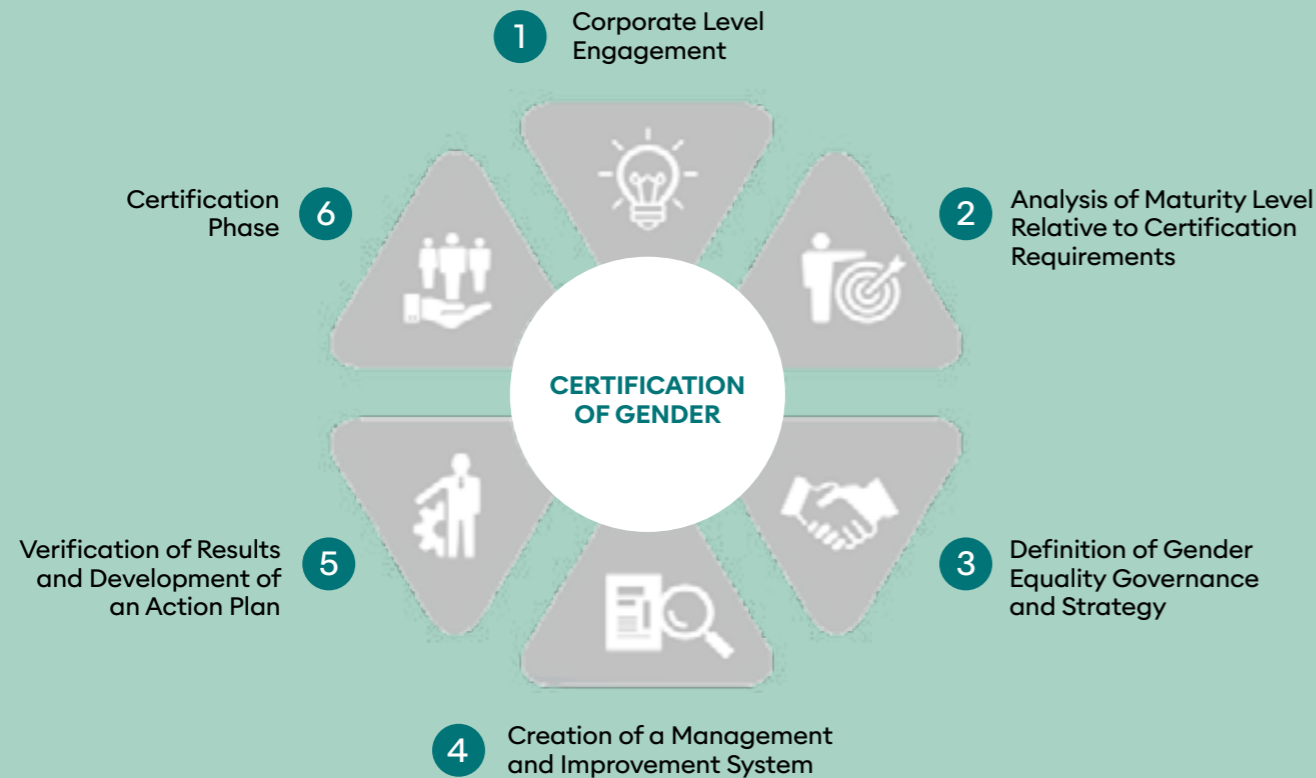 1
Corporate Level
Engagement
2
Analysis of Maturity Level
Relative to Certification
Requirements
3
Definition of Gender
Equality Governance
and Strategy
4
Creation of a Management
and Improvement System
5
Verification of Results
and Development of
an Action Plan
6
Certification
Phase
CERTIFICATION
OF GENDER